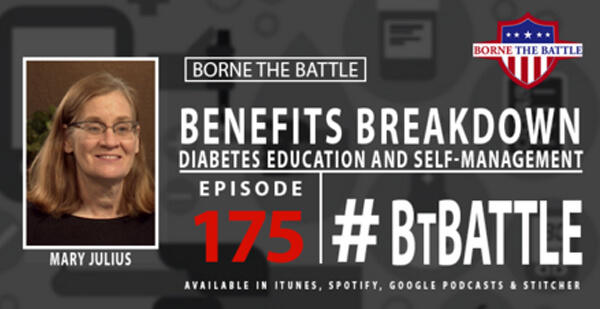 BORNE THE BATTLE
BORNE THE BATTLE
BENEFITS BREAKDOWN
DIABETES EDUCATION AND SELF-MANAGEMENT
EPISODE
175
# BTBATTLE
MARY JULIUS
AVAILABLE IN ITUNES, SPOTIFY, GOOGLE PODCASTS & STITCHER